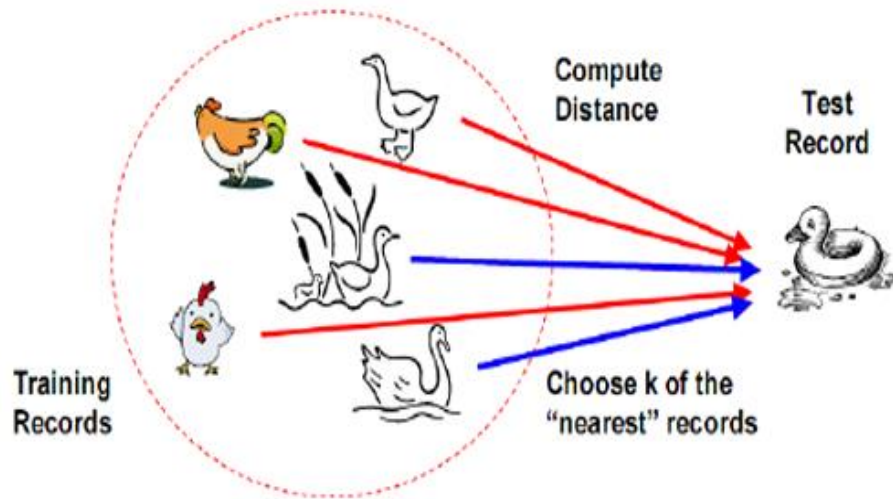 Compute
Distance
Test
Record
Training
Records
Choose k of the
“nearest” records